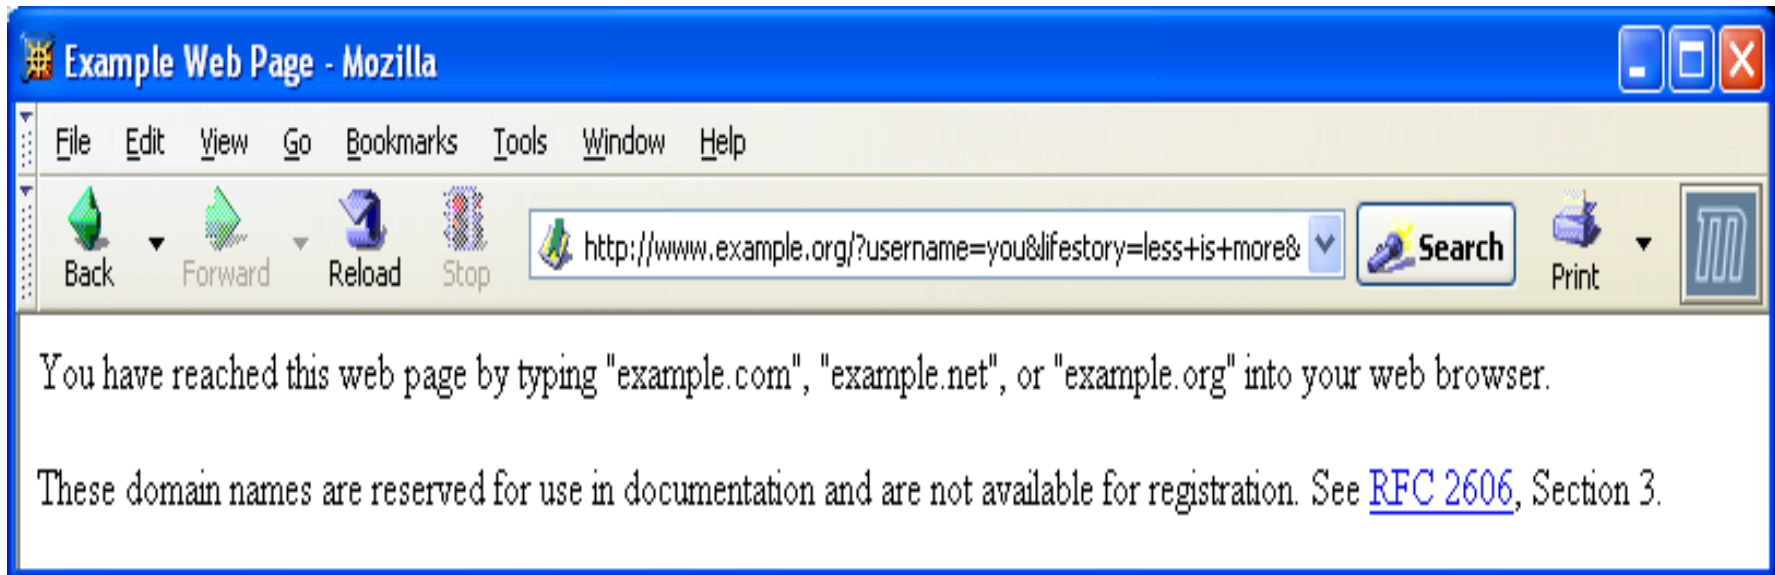 Example Web Page - Mozilla
File Edit View Go Bookmarks Tools Window Help
Back Forward Reload Stop http://www.example.org/?username=you&lifestory=less+is+more& Search Print m
You have reached this web page by typing "example.com", "example.net", or "example.org" into your web browser.
These domain names are reserved for use in documentation and are not available for registration. See RFC 2606, Section 3.